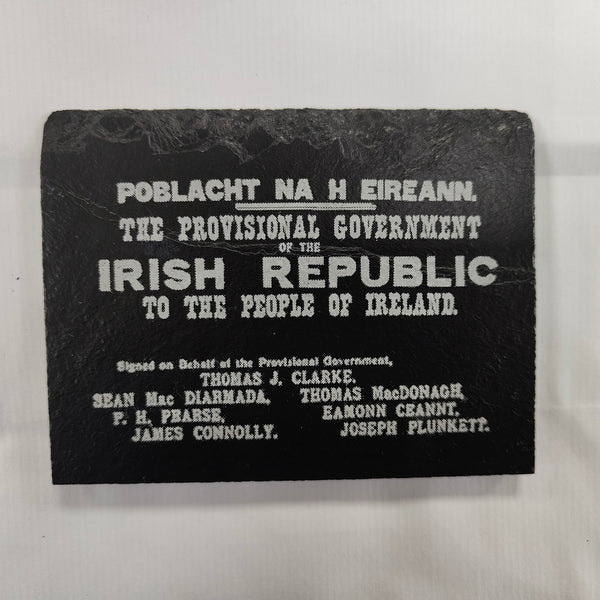 POBLACHT NA H EIREANN.
THE PROVISIONAL GOVERNMENT
OF THE
IRISH REPUBLIC
TO THE PEOPLE OF IRELAND.
Signed on Behalf of the Provisional Government,
THOMAS J. CLARKE.
SEAN Mac DIARMADA, THOMAS MacDONAGH,
P. H. PEARSE, EAMONN CEANNT,
JAMES CONNOLLY. JOSEPH PLUNKETT.